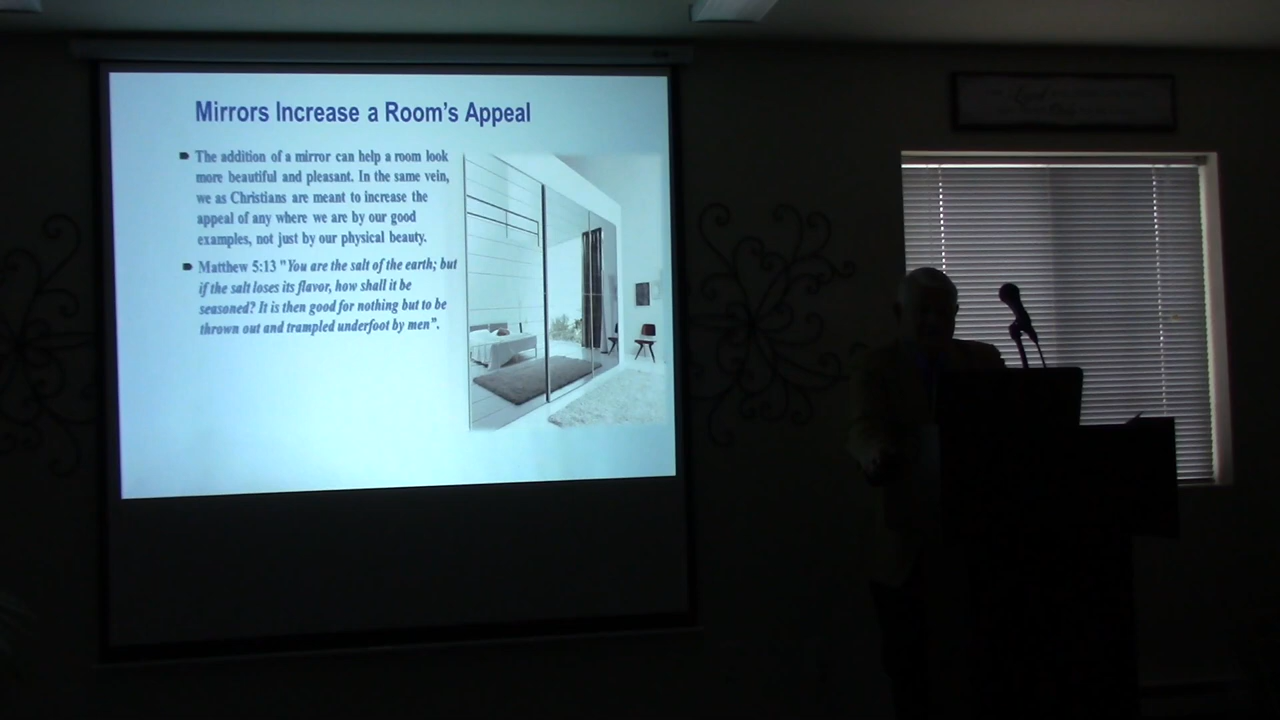 Mirrors Increase a Room's Appeal
The addition of a mirror can help a room look
more beautiful and pleasant. In the same vein,
we as Christians are meant to increase the
appeal of any where we are by our good
examples, not just by our physical beauty.
Matthew 5:13 "You are the salt of the earth; but
if the salt loses its flavor, how shall it be
seasoned? It is then good for nothing but to be
thrown out and trampled underfoot by men".
God